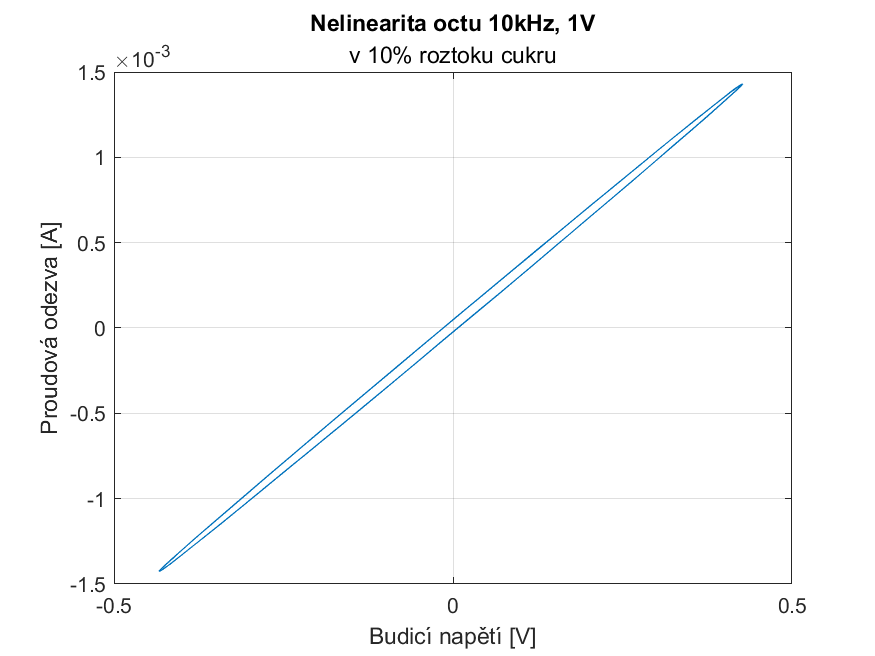 Nelinearita octu 10kHz, 1V
v 10% roztoku cukru
×10-3
1.5
1
0.5
0
-0.5
-1
-1.5
Proudová odezva [A]
-0.5
0
0.5
Budicí napětí [V]